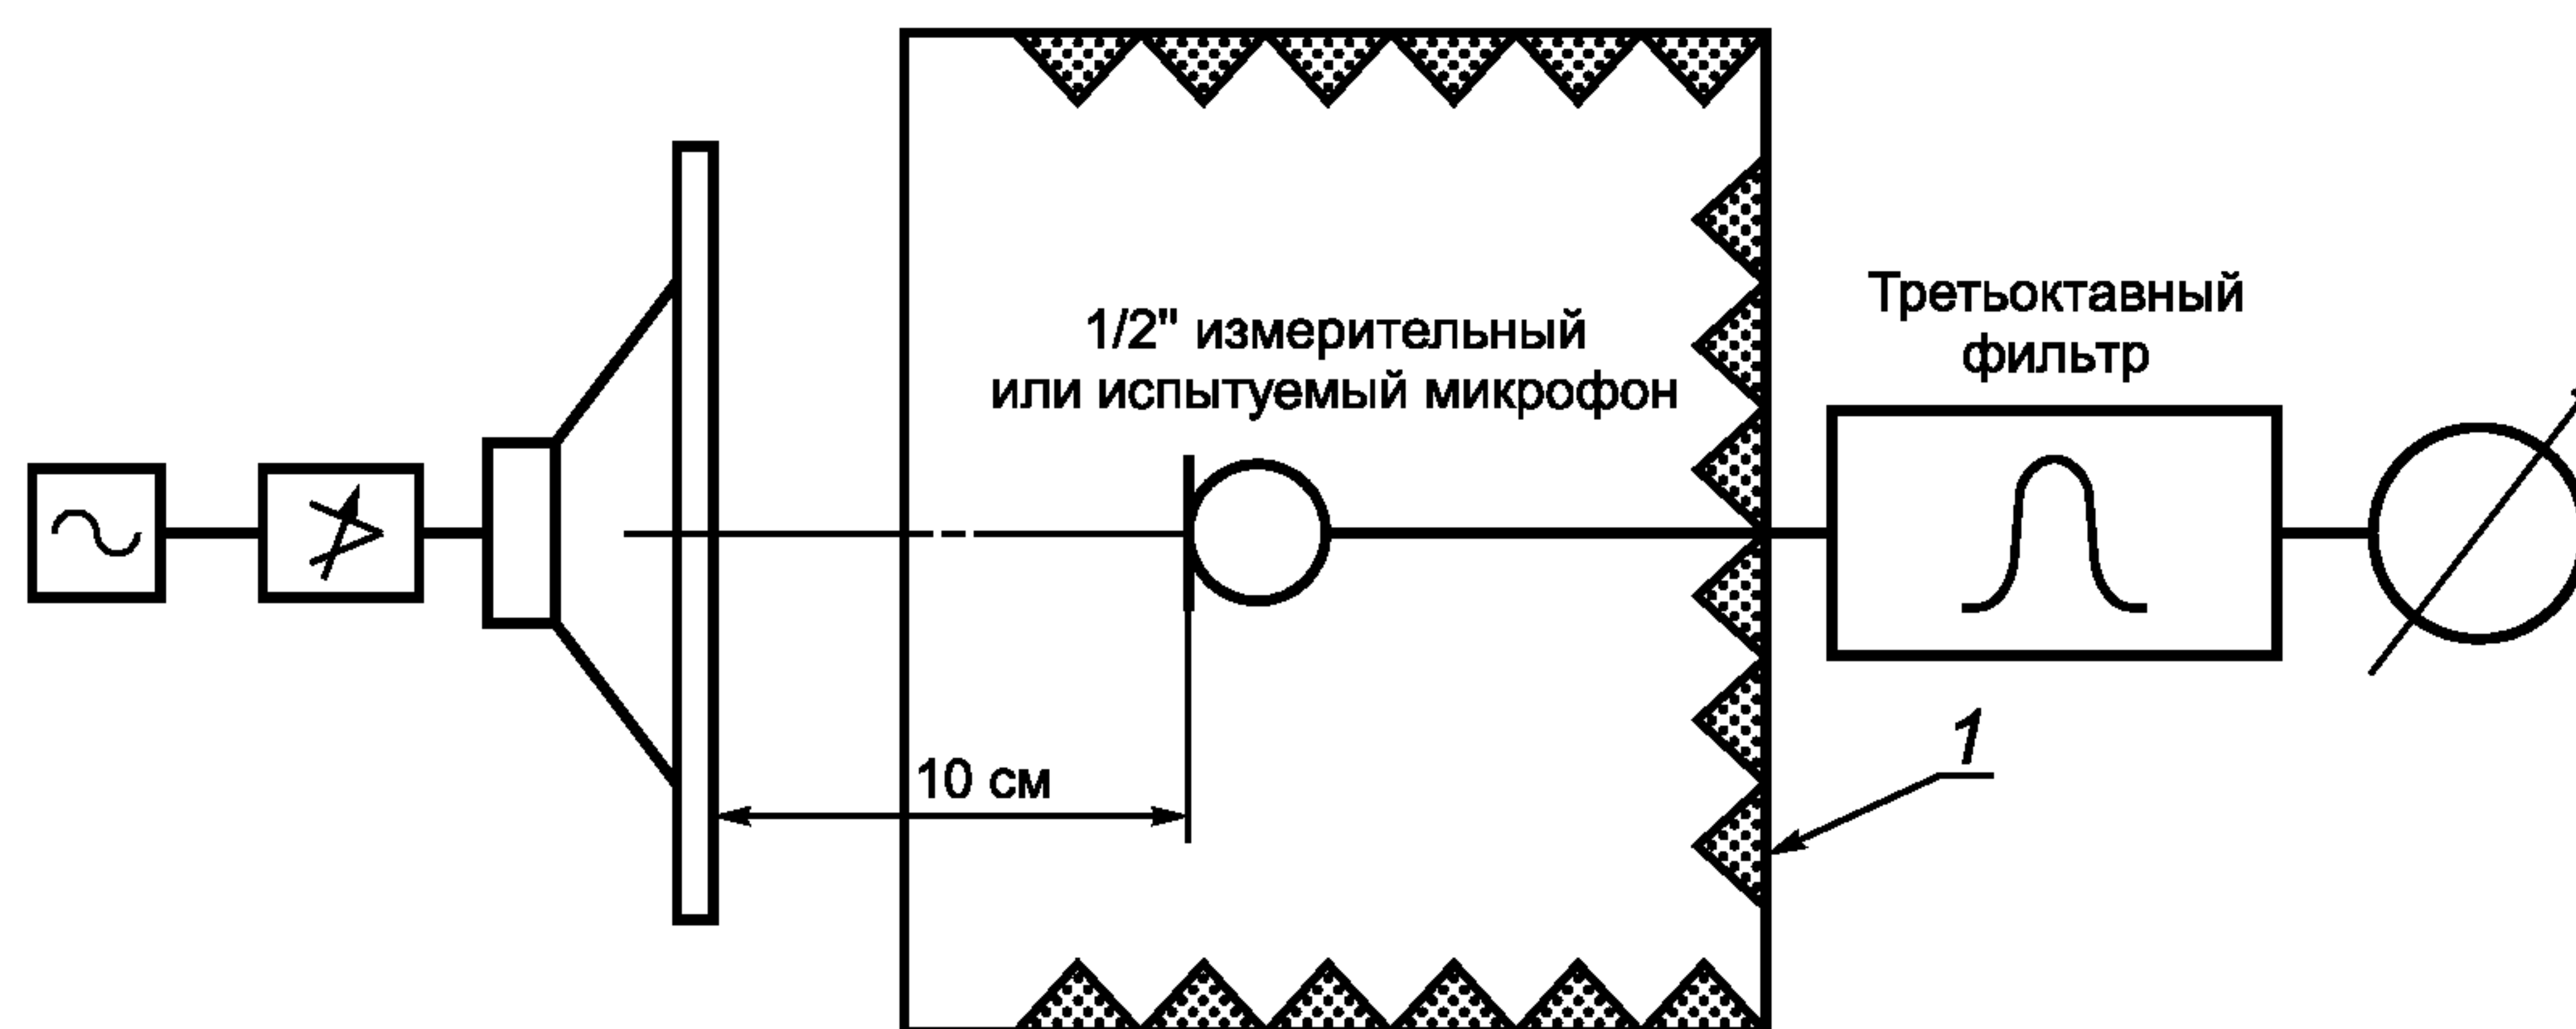 1/2" измерительный
или испытуемый микрофон
Третьоктавный
фильтр
10 см
1